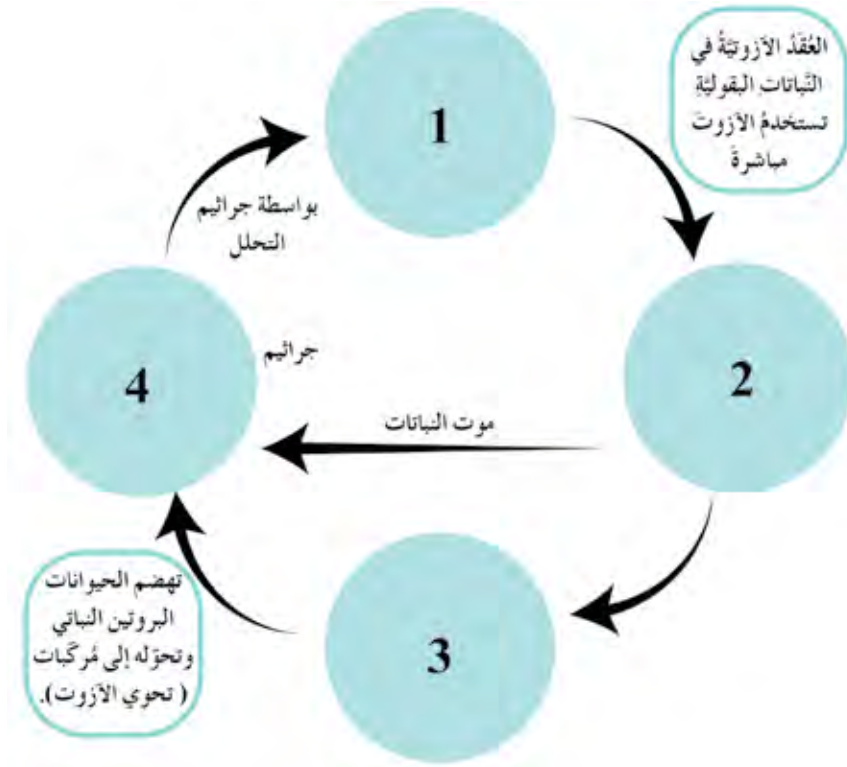 العُقَدُ الآزوتيَّةُ في
النَّباتاتِ البقوليَّةِ
تستخدمُ الآزوتَ
مباشرةً
1
بواسطة جراثيم
التحلل
2
جراثيم
4
موت النباتات
3
تهضم الحيوانات
البروتين النباتي
وتحوّله إلى مُركَّبات
( تحوي الآزوت).